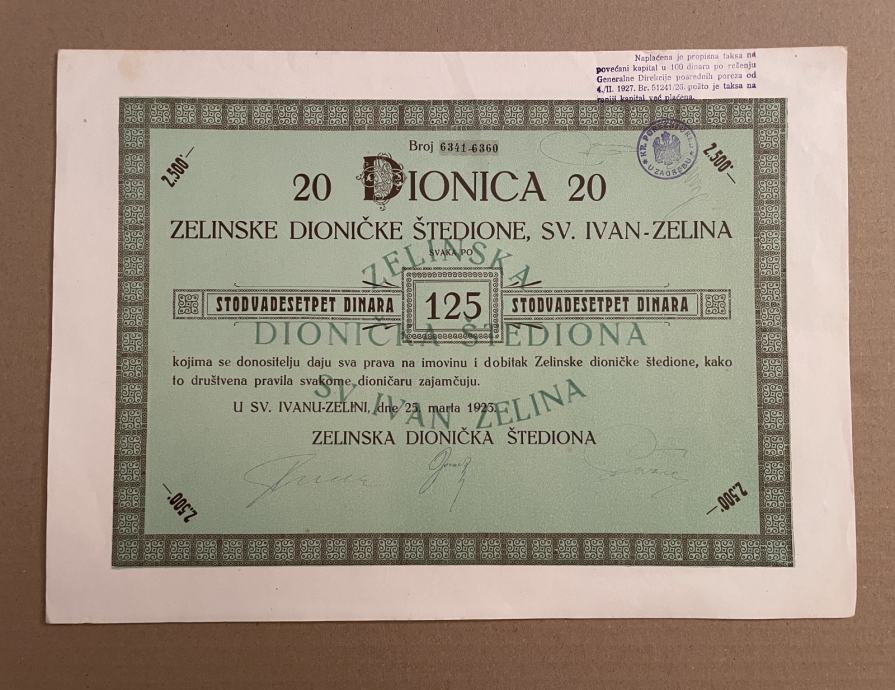 Naplaćena je propisna taksa na
povećani kapital u 100 dinara po rešenju
Generalne Direkcije posrednih poreza od
4./II. 1927. Br. 51241/26. pošto je taksa na
raniji kapital već plaćena.
Broj 6341-6360
2.500·— 2.500·—
U ZAGREBU
20 DIONICA 20
ZELINSKE DIONIČKE ŠTEDIONE, SV. IVAN-ZELINA
SVAKA PO
ZELINSKA
STODVADESETPET DINARA 125 STODVADESETPET DINARA
DIONIČKA ŠTEDIONA
kojima se donositelju daju sva prava na imovinu i dobitak Zelinske dioničke štedione, kako
to društvena pravila svakome dioničaru zajamčuju.
SV. IVAN ZELINA
U SV. IVANU-ZELINI, dne 25. marta 1923.
ZELINSKA DIONIČKA ŠTEDIONA
2.500·— 2.500·—